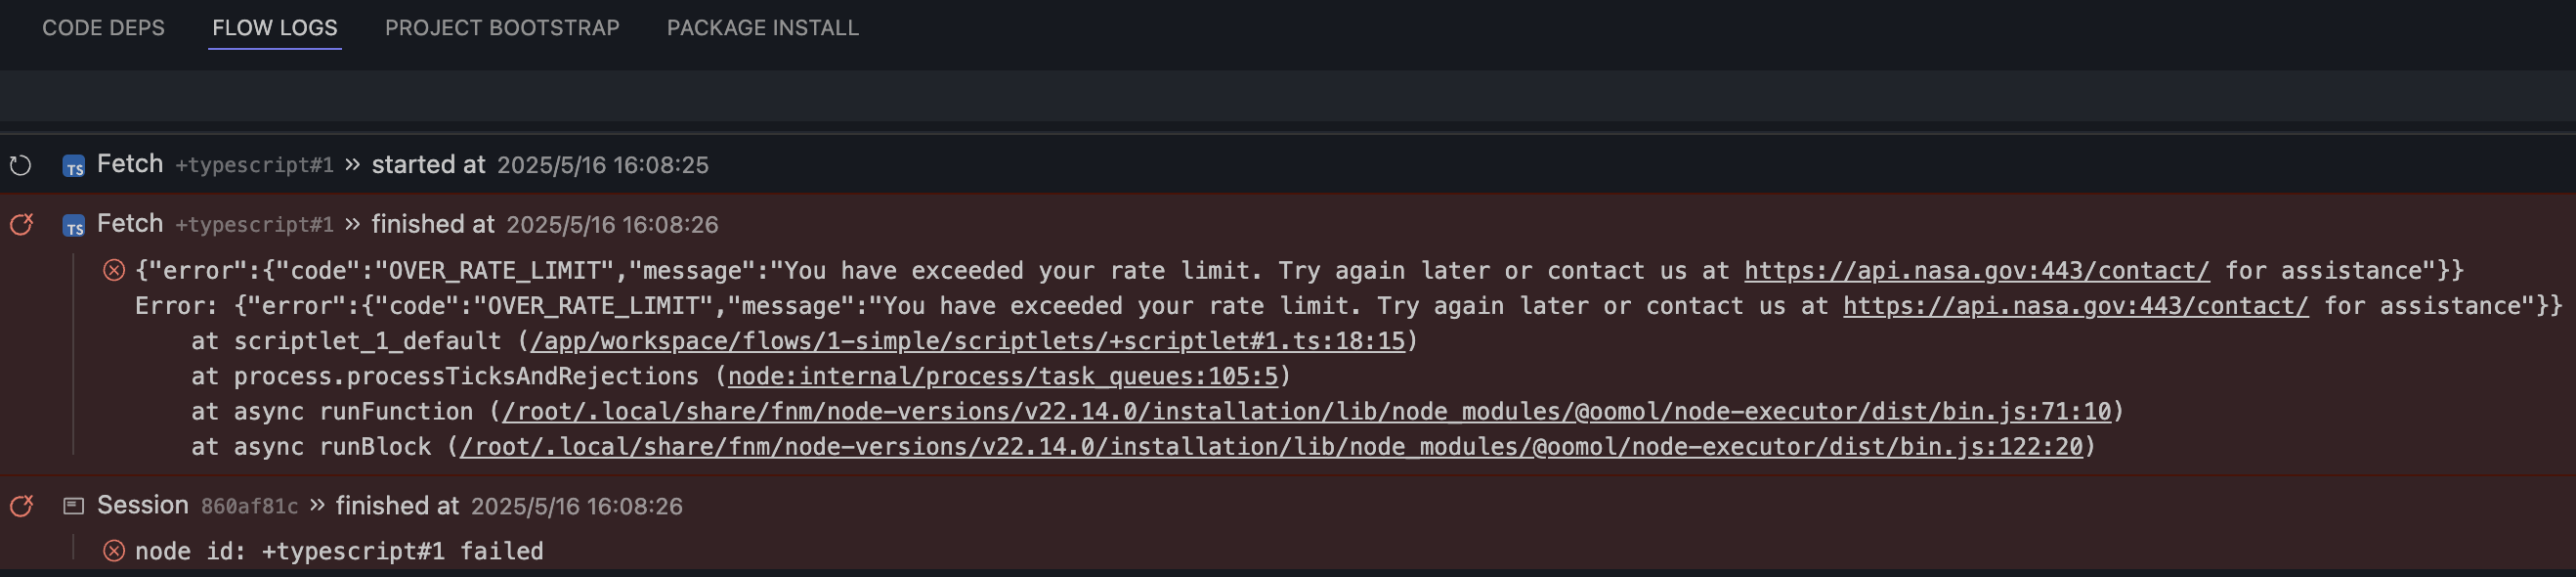 CODE DEPS FLOW LOGS PROJECT BOOTSTRAP PACKAGE INSTALL
TS Fetch +typescript#1 » started at 2025/5/16 16:08:25
TS Fetch +typescript#1 » finished at 2025/5/16 16:08:26
{"error":{"code":"OVER_RATE_LIMIT","message":"You have exceeded your rate limit. Try again later or contact us at https://api.nasa.gov:443/contact/ for assistance"}}
Error: {"error":{"code":"OVER_RATE_LIMIT","message":"You have exceeded your rate limit. Try again later or contact us at https://api.nasa.gov:443/contact/ for assistance"}}
at scriptlet_1_default (/app/workspace/flows/1-simple/scriptlets/+scriptlet#1.ts:18:15)
at process.processTicksAndRejections (node:internal/process/task_queues:105:5)
at async runFunction (/root/.local/share/fnm/node-versions/v22.14.0/installation/lib/node_modules/@oomol/node-executor/dist/bin.js:71:10)
at async runBlock (/root/.local/share/fnm/node-versions/v22.14.0/installation/lib/node_modules/@oomol/node-executor/dist/bin.js:122:20)
Session 860af81c » finished at 2025/5/16 16:08:26
node id: +typescript#1 failed